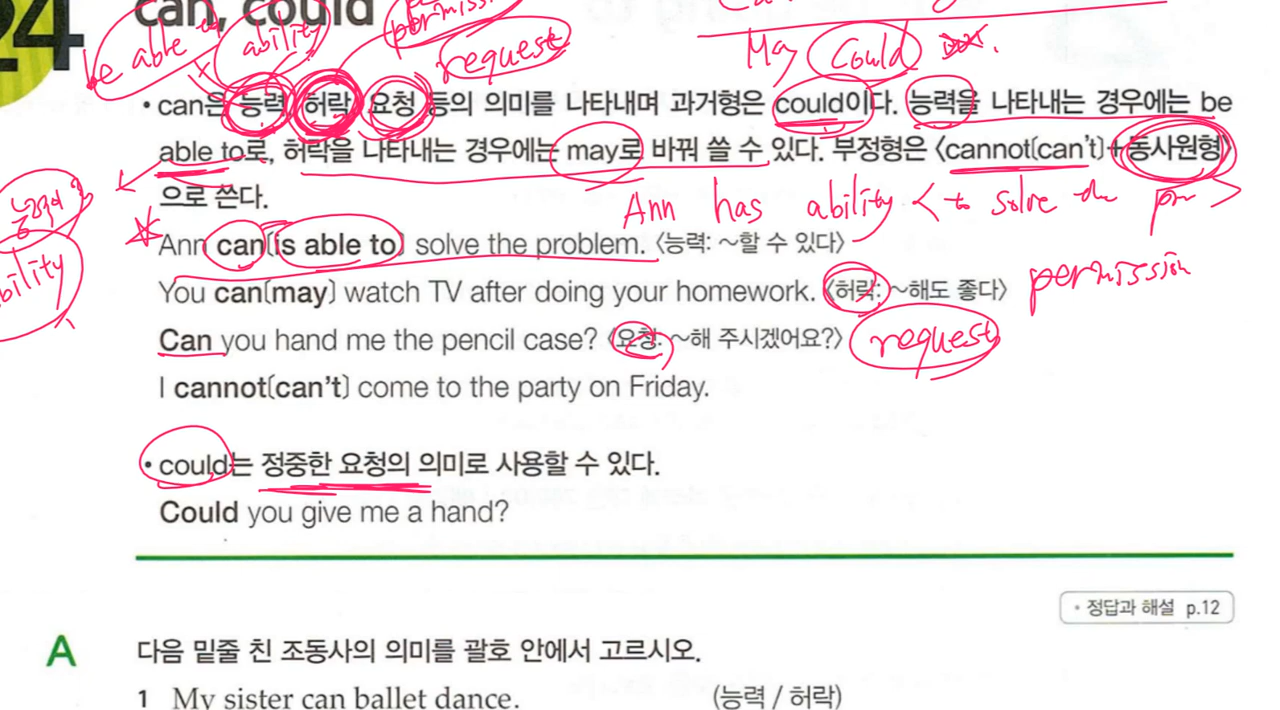 24 can, could
be able to ability permission
request
May Could
• can은 능력, 허락, 요청 등의 의미를 나타내며 과거형은 could이다. 능력을 나타내는 경우에는 be
able to로, 허락을 나타내는 경우에는 may로 바꿔 쓸 수 있다. 부정형은 〈cannot(can't)+동사원형〉
으로 쓴다.
Ann has ability < to solve the >
Ann can(is able to) solve the problem. 〈능력: ~할 수 있다〉
ability
You can(may) watch TV after doing your homework. 〈허락: ~해도 좋다〉 permission
Can you hand me the pencil case? 〈요청: ~해 주시겠어요?〉 request
I cannot(can't) come to the party on Friday.
• could는 정중한 요청의 의미로 사용할 수 있다.
Could you give me a hand?
• 정답과 해설 p.12
A 다음 밑줄 친 조동사의 의미를 괄호 안에서 고르시오.
1 My sister can ballet dance. (능력 / 허락)